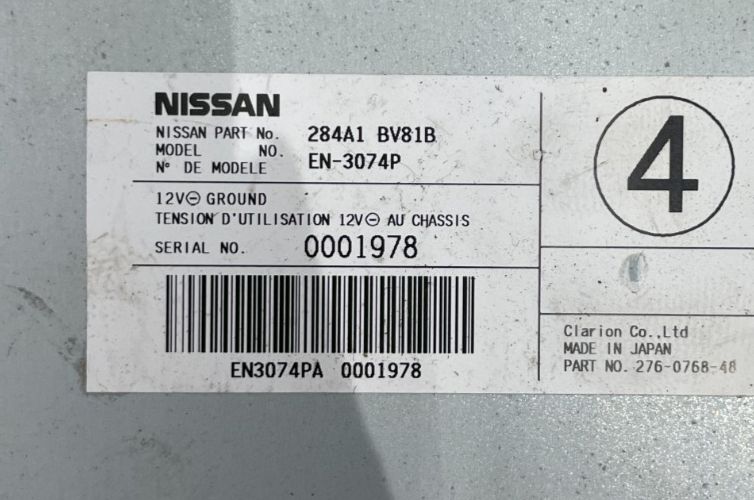 NISSAN
NISSAN PART No. 284A1 BV81B
MODEL NO. EN-3074P
N° DE MODELE
12V⊖ GROUND
TENSION D'UTILISATION 12V⊖ AU CHASSIS
SERIAL NO. 0001978
EN3074PA 0001978
4
Clarion Co.,Ltd
MADE IN JAPAN
PART NO. 276-0768-48